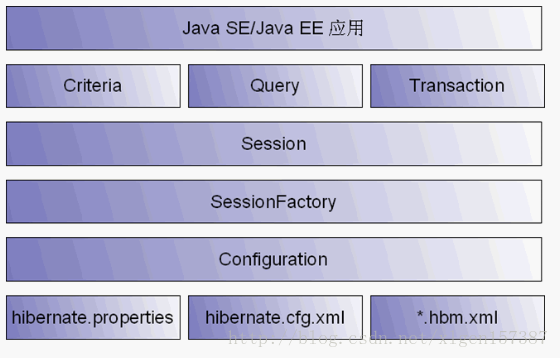 Java SE/Java EE 应用
Criteria
Query
Transaction
Session
SessionFactory
Configuration
hibernate.properties
hibernate.cfg.xml
*.hbm.xml